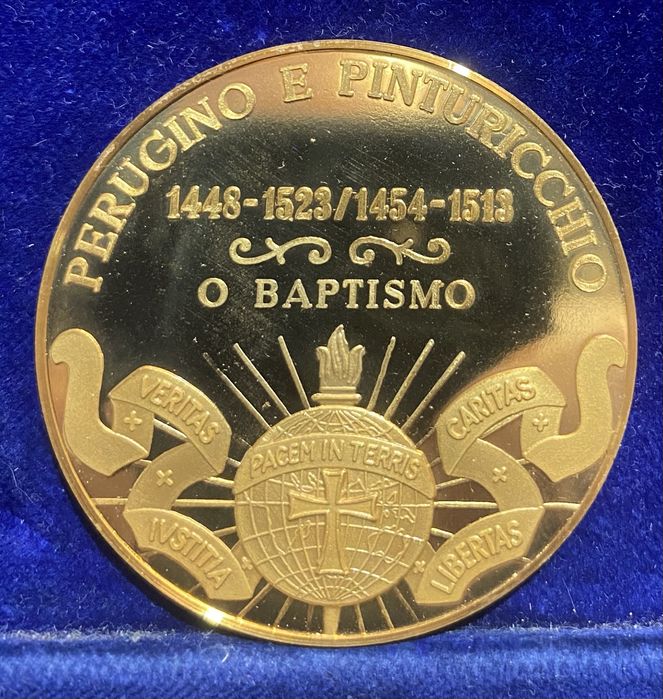 PERUGINO E PINTURICCHIO
1448-1523/1454-1513
O BAPTISMO
VERITAS
CARITAS
PACEM IN TERRIS
IVSTITIA
LIBERTAS